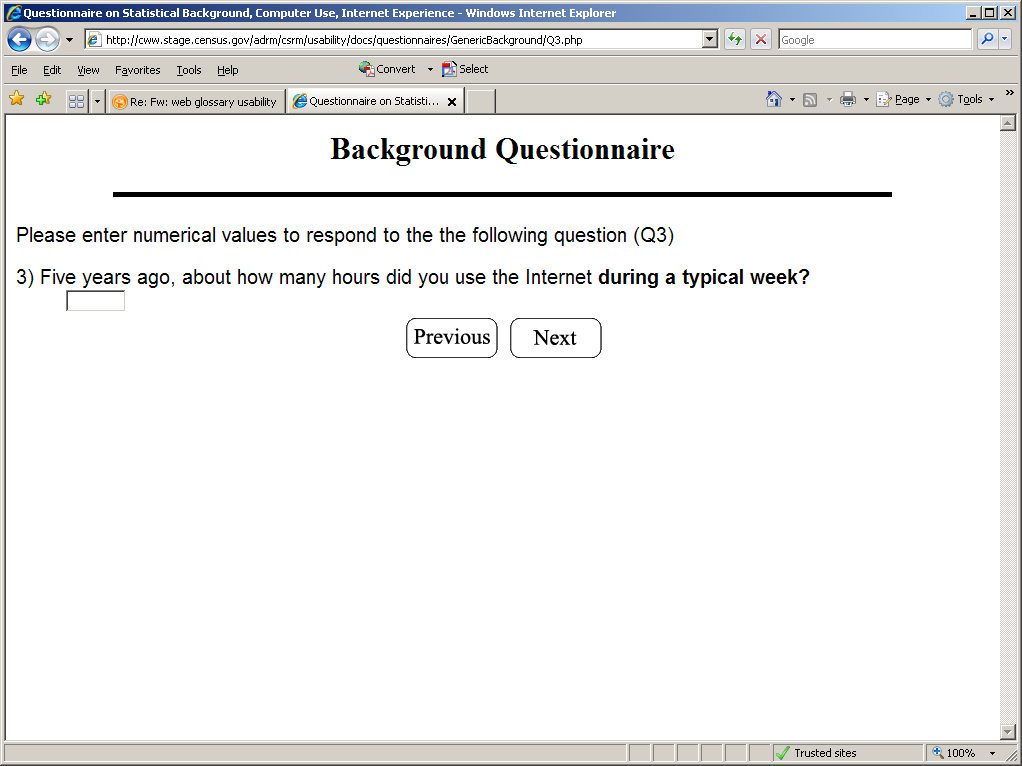 Questionnaire on Statistical Background, Computer Use, Internet Experience - Windows Internet Explorer
http://cww.stage.census.gov/adrm/csrm/usability/docs/questionnaires/GenericBackground/Q3.php
Google
File Edit View Favorites Tools Help Convert Select
Re: Fw: web glossary usability Questionnaire on Statisti... Page Tools »
Background Questionnaire
Please enter numerical values to respond to the the following question (Q3)
3) Five years ago, about how many hours did you use the Internet during a typical week?
Previous Next
Trusted sites 100%